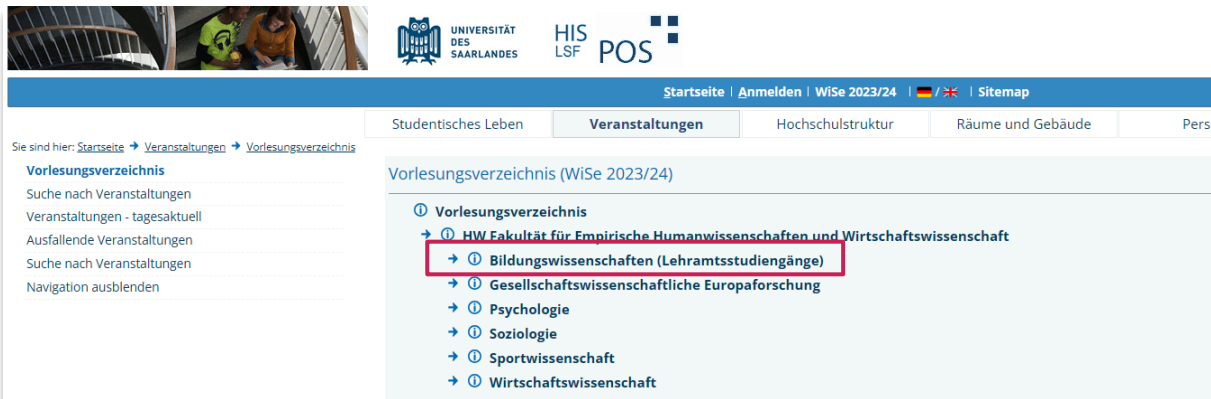 UNIVERSITÄT
DES
SAARLANDES
HIS
LSF POS
Startseite | Anmelden | WiSe 2023/24 | / | Sitemap
Studentisches Leben Veranstaltungen Hochschulstruktur Räume und Gebäude Pers
Sie sind hier: Startseite → Veranstaltungen → Vorlesungsverzeichnis
Vorlesungsverzeichnis
Suche nach Veranstaltungen
Veranstaltungen - tagesaktuell
Ausfallende Veranstaltungen
Suche nach Veranstaltungen
Navigation ausblenden
Vorlesungsverzeichnis (WiSe 2023/24)
Vorlesungsverzeichnis
HW Fakultät für Empirische Humanwissenschaften und Wirtschaftswissenschaft
Bildungswissenschaften (Lehramtsstudiengänge)
Gesellschaftswissenschaftliche Europaforschung
Psychologie
Soziologie
Sportwissenschaft
Wirtschaftswissenschaft